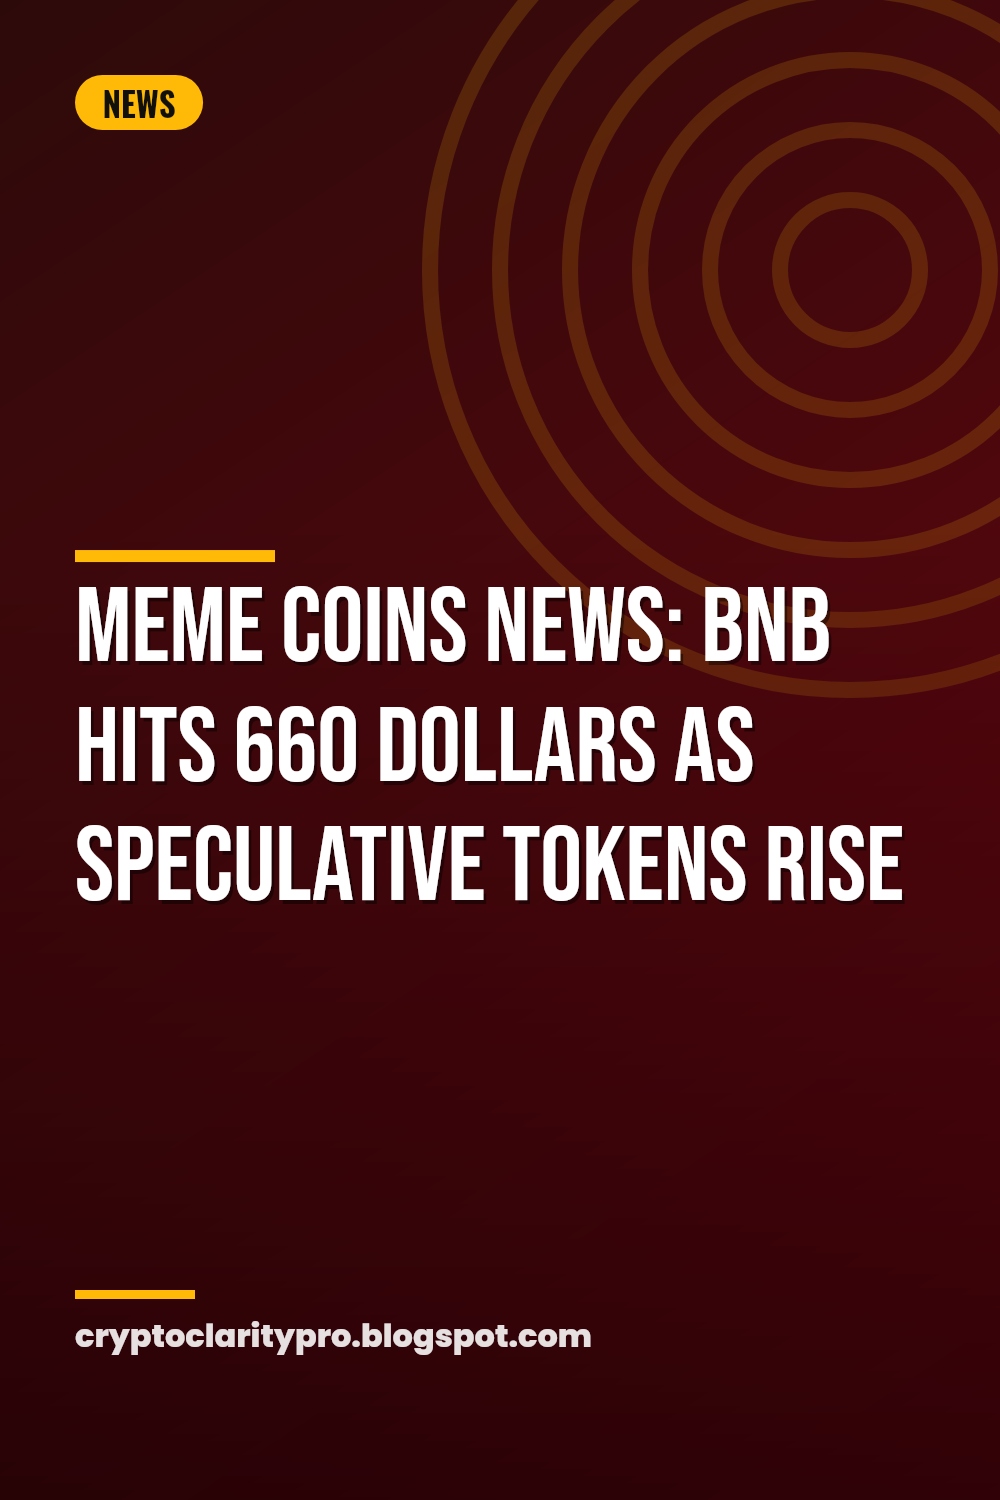 NEWS
MEME COINS NEWS: BNB
HITS 660 DOLLARS AS
SPECULATIVE TOKENS RISE
cryptoclaritypro.blogspot.com